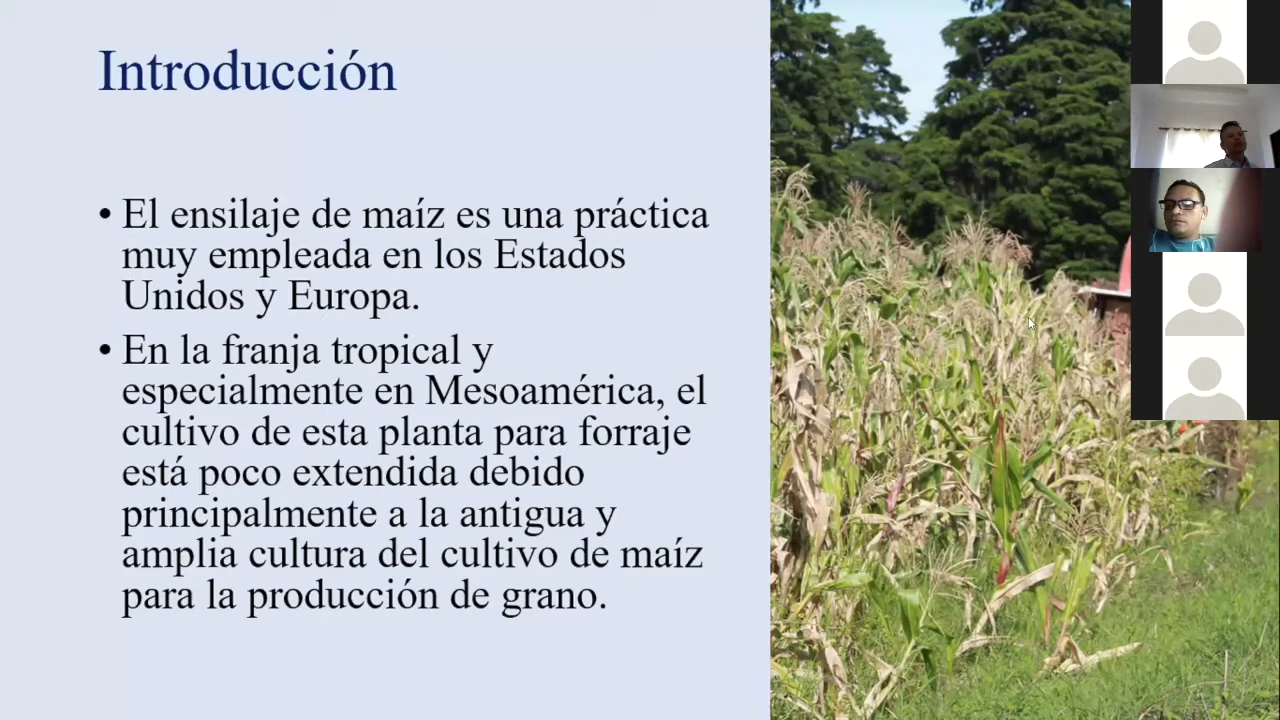 Introducción
• El ensilaje de maíz es una práctica
muy empleada en los Estados
Unidos y Europa.
• En la franja tropical y
especialmente en Mesoamérica, el
cultivo de esta planta para forraje
está poco extendida debido
principalmente a la antigua y
amplia cultura del cultivo de maíz
para la producción de grano.